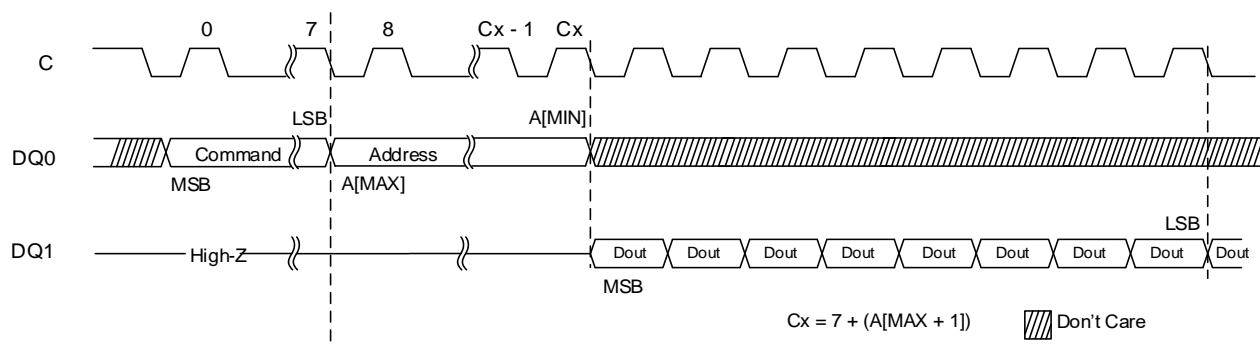 0 7 8 Cx - 1 Cx
C
LSB A[MIN]
DQ0 Command Address
MSB A[MAX]
LSB
DQ1 High-Z Dout Dout Dout Dout Dout Dout Dout Dout Dout
MSB
Cx = 7 + (A[MAX + 1]) Don't Care